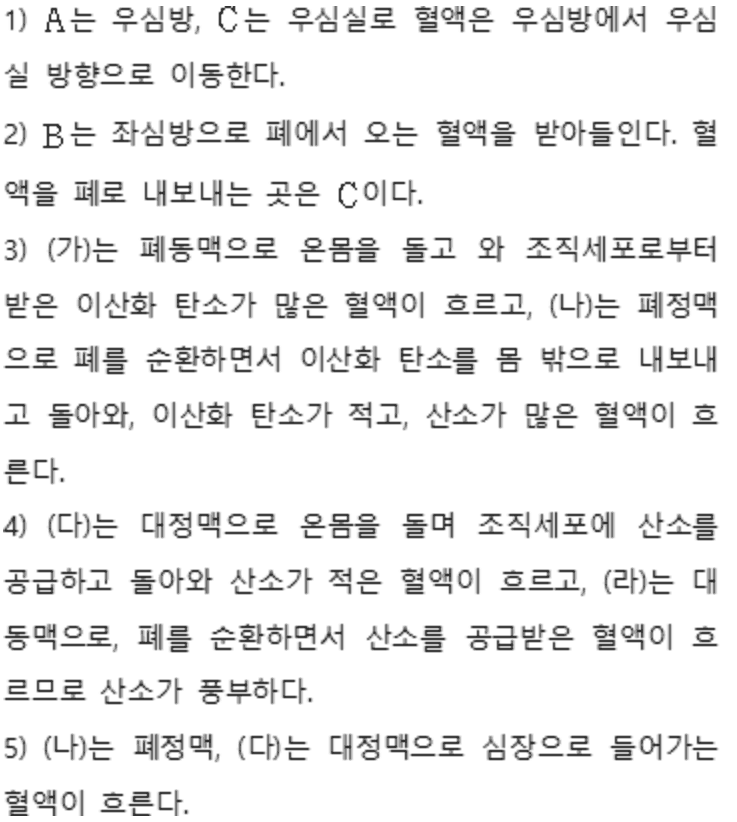 1) A는 우심방, C는 우심실로 혈액은 우심방에서 우심
실 방향으로 이동한다.
2) B는 좌심방으로 폐에서 오는 혈액을 받아들인다. 혈
액을 폐로 내보내는 곳은 C이다.
3) (가)는 폐동맥으로 온몸을 돌고 와 조직세포로부터
받은 이산화 탄소가 많은 혈액이 흐르고, (나)는 폐정맥
으로 폐를 순환하면서 이산화 탄소를 몸 밖으로 내보내
고 돌아와, 이산화 탄소가 적고, 산소가 많은 혈액이 흐
른다.
4) (다)는 대정맥으로 온몸을 돌며 조직세포에 산소를
공급하고 돌아와 산소가 적은 혈액이 흐르고, (라)는 대
동맥으로, 폐를 순환하면서 산소를 공급받은 혈액이 흐
르므로 산소가 풍부하다.
5) (나)는 폐정맥, (다)는 대정맥으로 심장으로 들어가는
혈액이 흐른다.